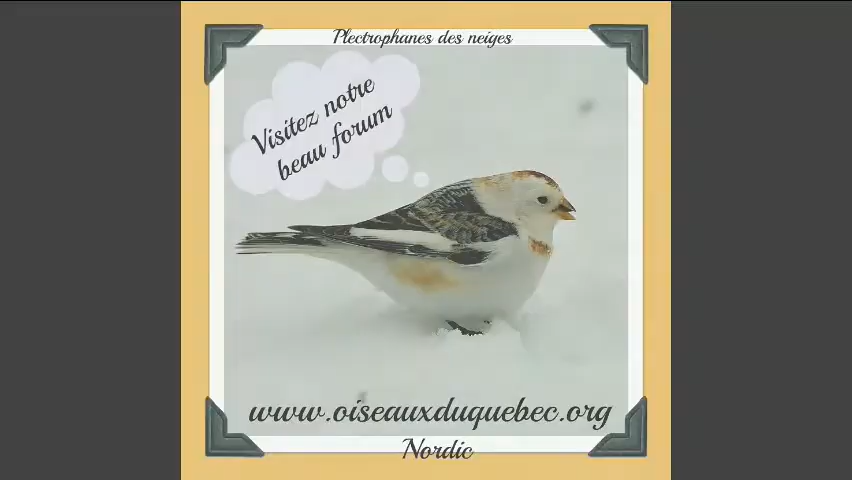 Plectrophanes des neiges
Visitez notre
beau forum
www.oiseauxduquebec.org
Nordic